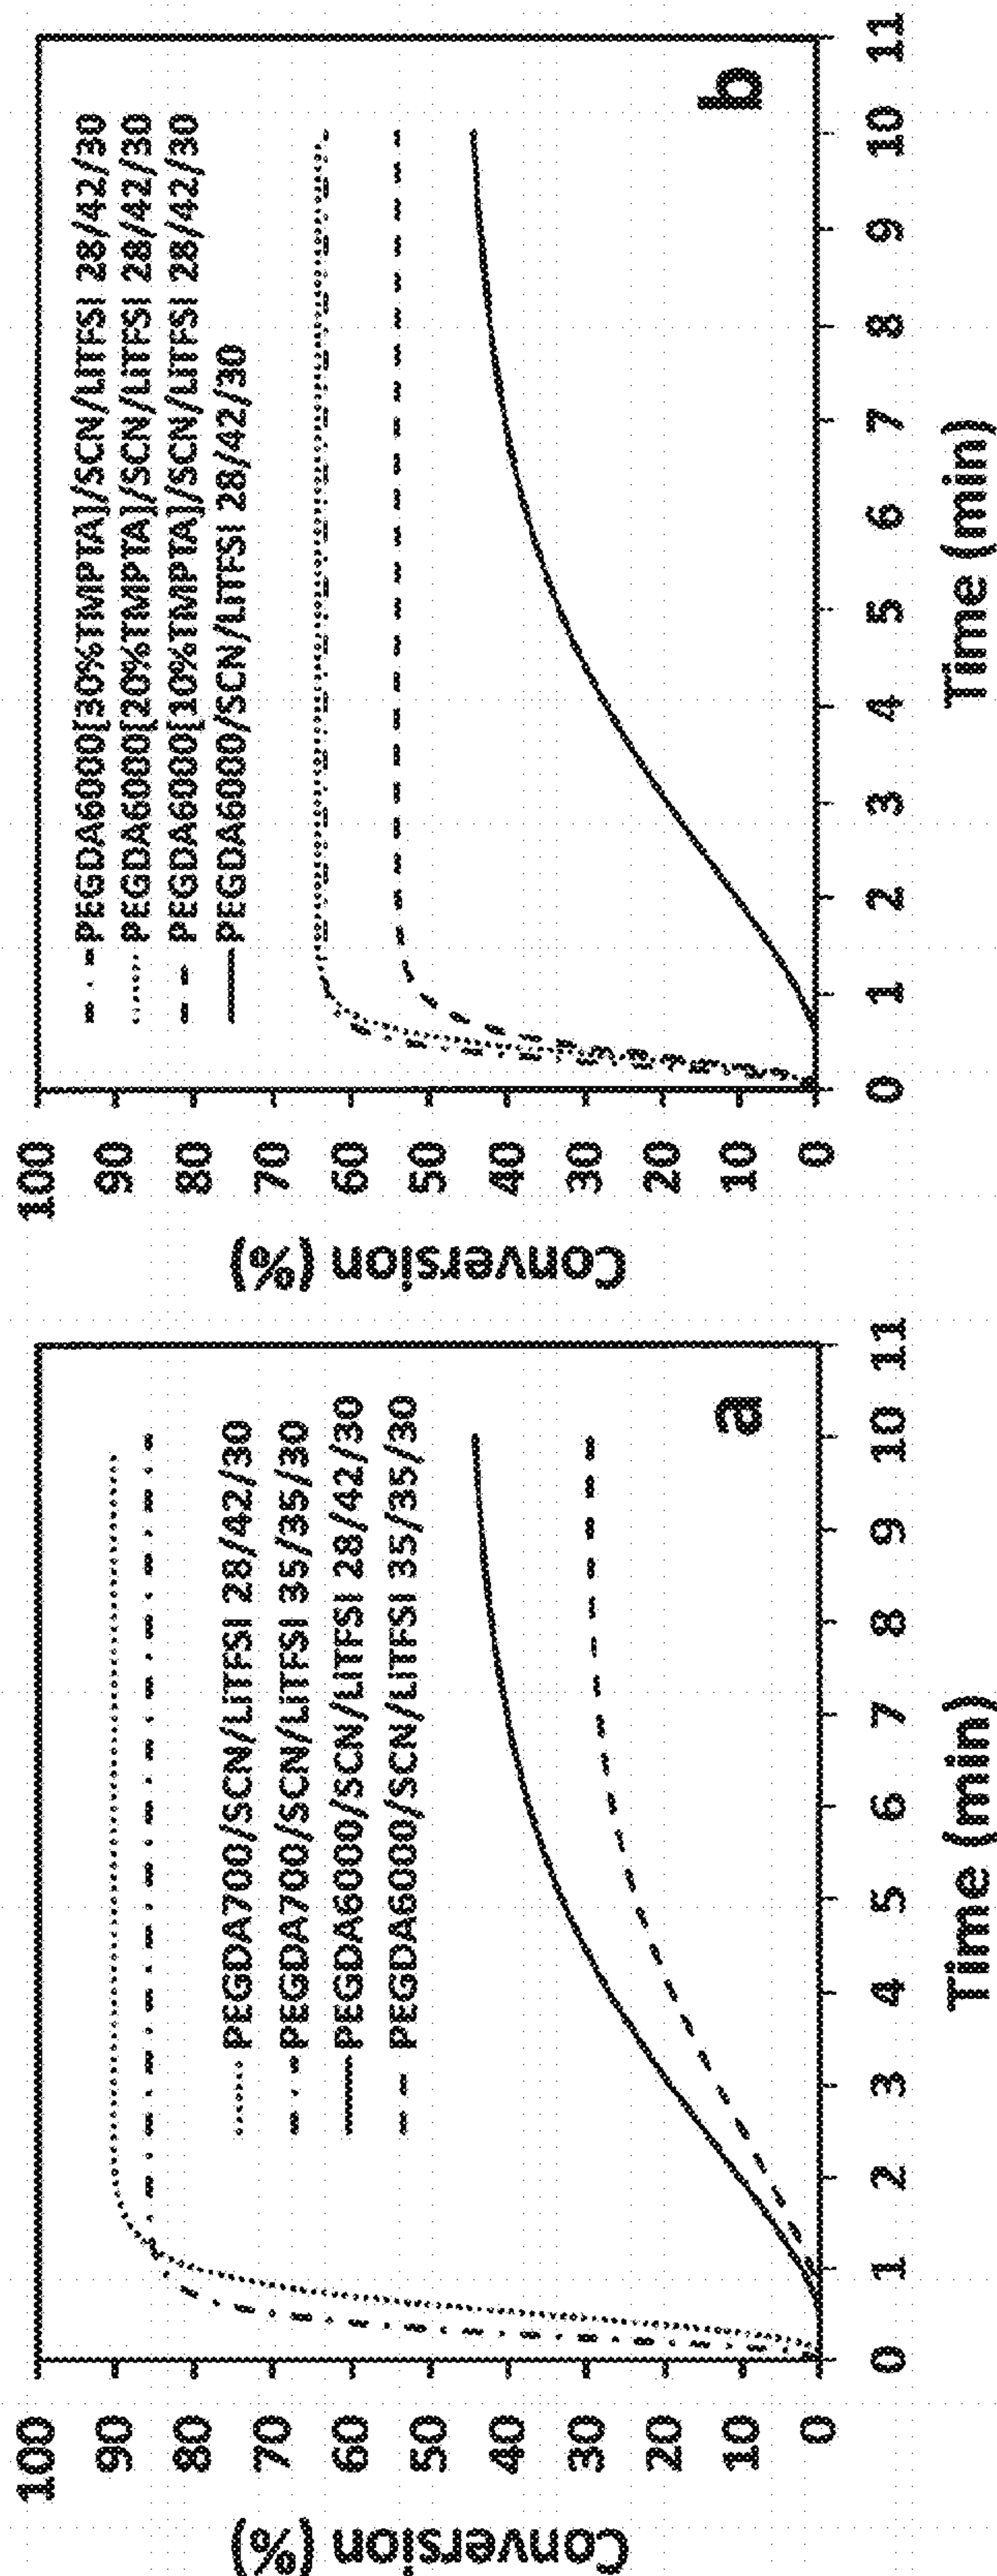 100
90
80
70
60
50
40
30
20
10
0
Conversion (%)
PEGDA700/SCN/LiTFSI 28/42/30
PEGDA700/SCN/LiTFSI 35/35/30
PEGDA6000/SCN/LiTFSI 28/42/30
PEGDA6000/SCN/LiTFSI 35/35/30
a
0 1 2 3 4 5 6 7 8 9 10 11
Time (min)
100
90
80
70
60
50
40
30
20
10
0
Conversion (%)
PEGDA6000[30%TMPTA]/SCN/LiTFSI 28/42/30
PEGDA6000[20%TMPTA]/SCN/LiTFSI 28/42/30
PEGDA6000[10%TMPTA]/SCN/LiTFSI 28/42/30
PEGDA6000/SCN/LiTFSI 28/42/30
b
0 1 2 3 4 5 6 7 8 9 10 11
Time (min)